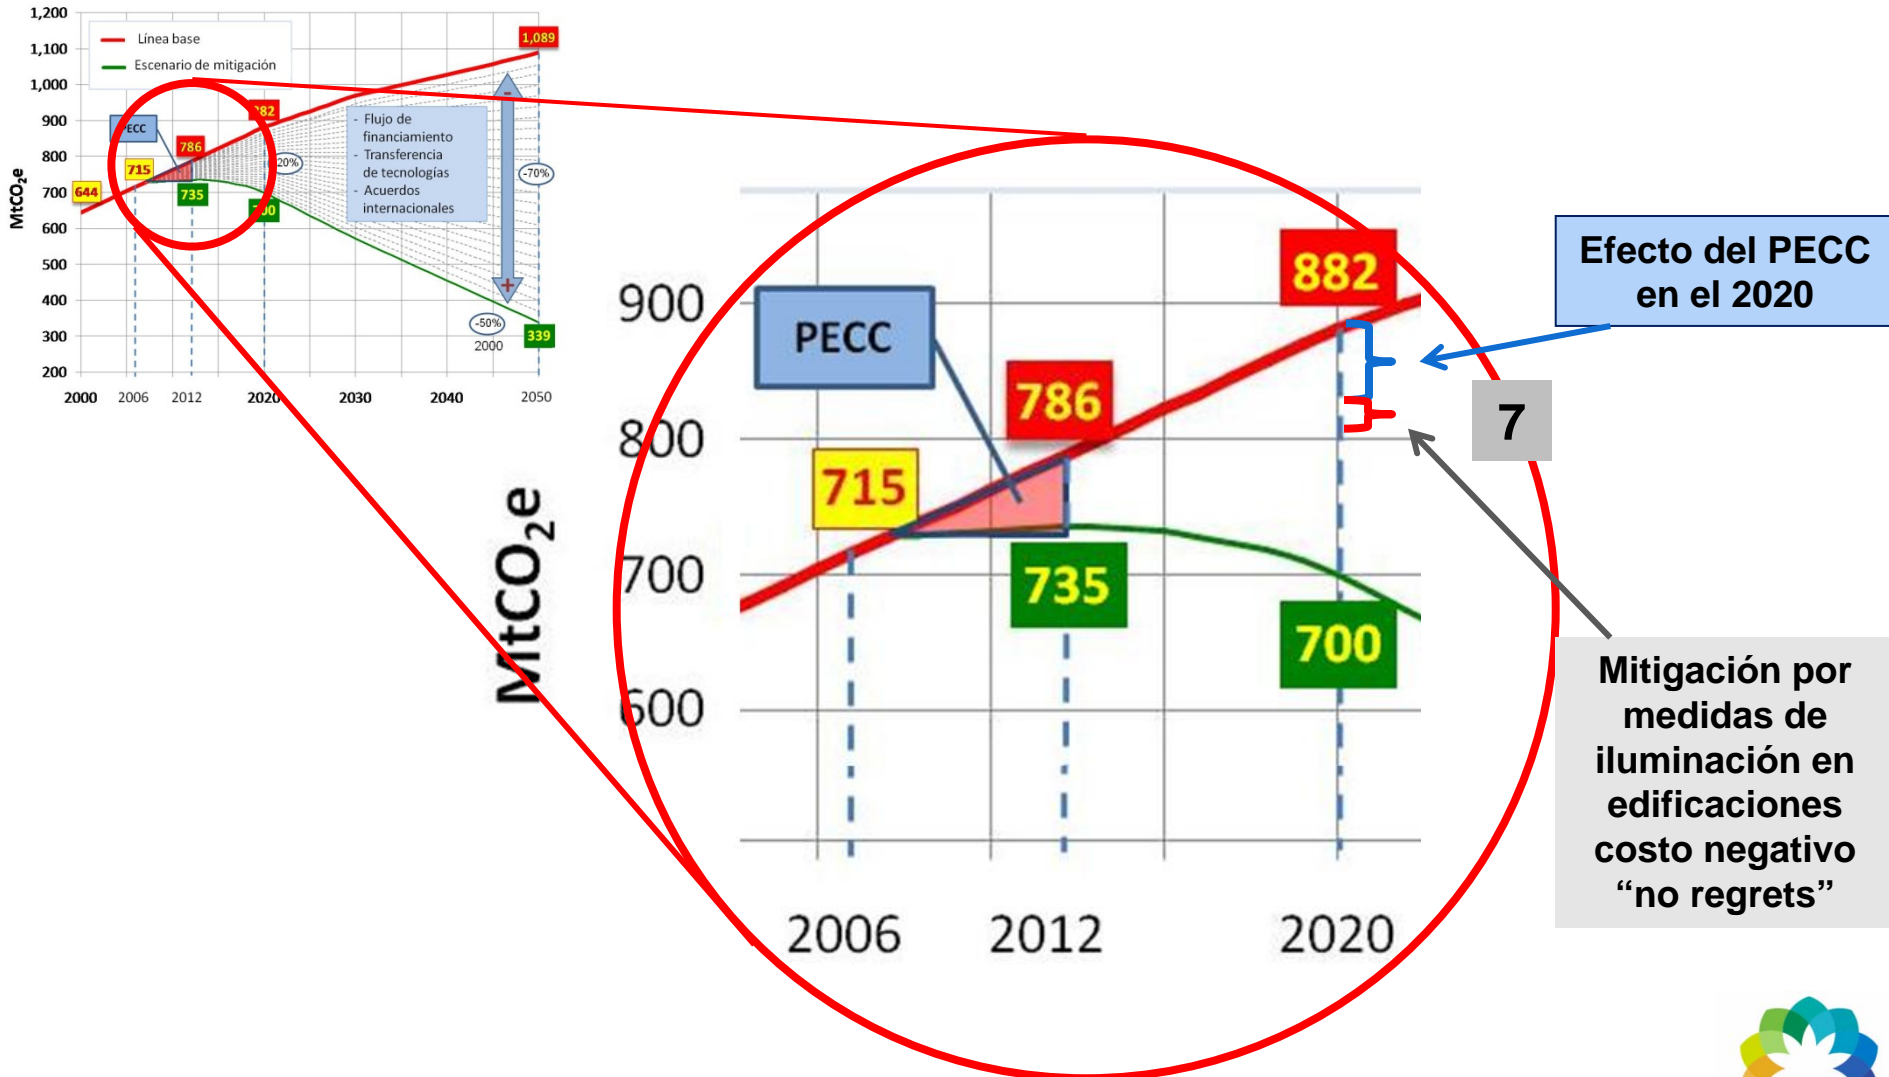 1,200
1,100
1,000
900
800
700
600
500
400
300
200
MtCO₂e
Línea base
Escenario de mitigación
1,089
882
PECC
786
715
644
735
700
-20%
-70%
- Flujo de
financiamiento
- Transferencia
de tecnologías
- Acuerdos
internacionales
-
+
-50%
2000
339
2000 2006 2012 2020 2030 2040 2050
900
800
700
600
MtCO₂e
PECC
882
786
715
735
700
2006 2012 2020
Efecto del PECC
en el 2020
7
Mitigación por
medidas de
iluminación en
edificaciones
costo negativo
“no regrets”